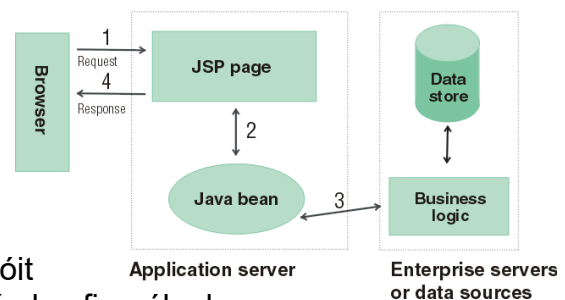 1
Request
4
Response
Browser
JSP page
2
Java bean
3
Data
store
Business
logic
óit
Application server
Enterprise servers
or data sources